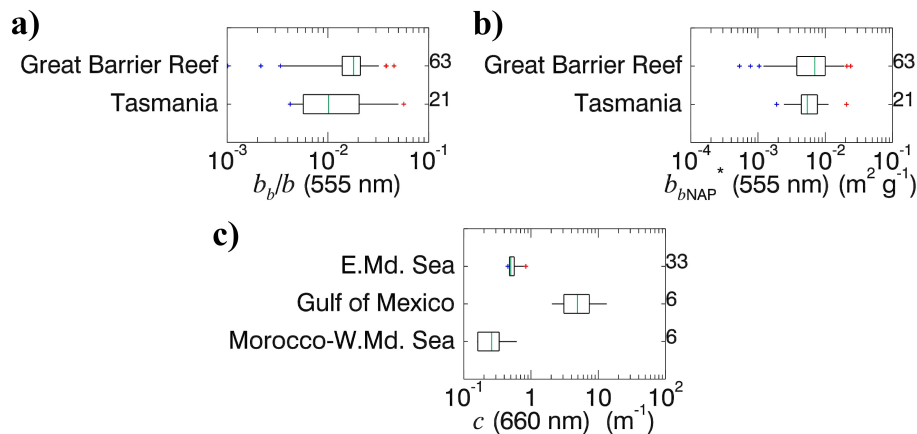 a)
Great Barrier Reef 63
Tasmania 21
10^-3 10^-2 10^-1
b_b/b (555 nm)
b)
Great Barrier Reef 63
Tasmania 21
10^-4 10^-3 10^-2 10^-1
b_bNAP^* (555 nm) (m^2 g^-1)
c)
E.Md. Sea 33
Gulf of Mexico 6
Morocco-W.Md. Sea 6
10^-1 1 10 10^2
c (660 nm) (m^-1)